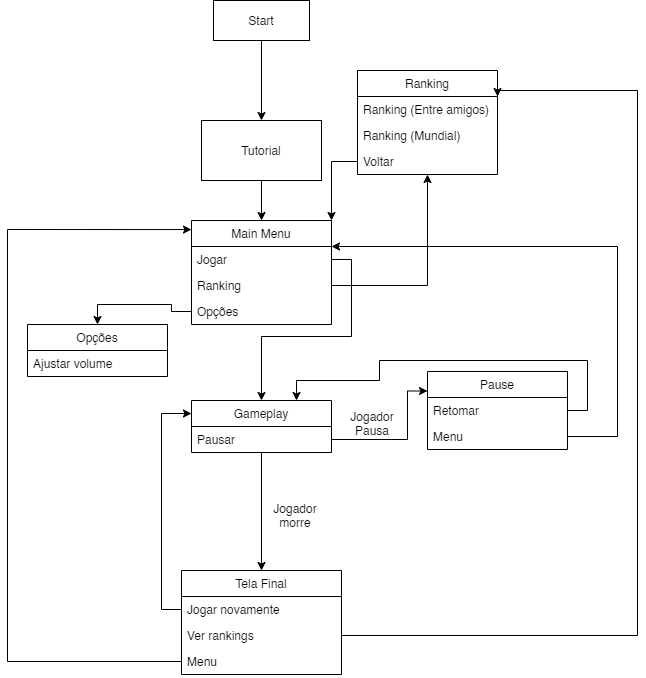 Start
Ranking
Ranking (Entre amigos)
Ranking (Mundial)
Voltar
Tutorial
Main Menu
Jogar
Ranking
Opções
Opções
Ajustar volume
Gameplay
Pausar
Jogador
Pausa
Pause
Retomar
Menu
Jogador
morre
Tela Final
Jogar novamente
Ver rankings
Menu